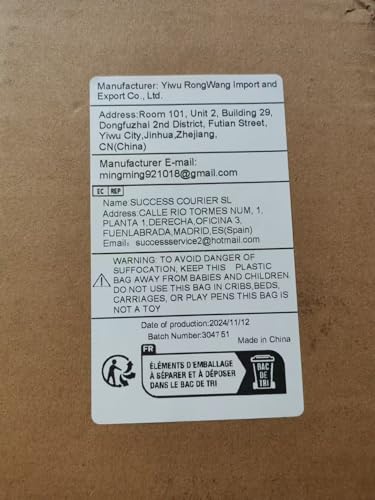 Manufacturer: Yiwu RongWang Import and
Export Co., Ltd.
Address:Room 101, Unit 2, Building 29,
Dongfuzhai 2nd District, Futian Street,
Yiwu City,Jinhua,Zhejiang,
CN(China)
Manufacturer E-mail:
mingming921018@gmail.com
EC REP
Name:SUCCESS COURIER SL
Address:CALLE RIO TORMES NUM, 1.
PLANTA 1,DERECHA,OFICINA 3,
FUENLABRADA,MADRID,ES(Spain)
Email: successservice2@hotmail.com
WARNING: TO AVOID DANGER OF
SUFFOCATION, KEEP THIS PLASTIC
BAG AWAY FROM BABIES AND CHILDREN.
DO NOT USE THIS BAG IN CRIBS,BEDS,
CARRIAGES, OR PLAY PENS THIS BAG IS
NOT A TOY
Date of production:2024/11/12
Batch Number:304751
Made in China
FR
ÉLÉMENTS D'EMBALLAGE
À SÉPARER ET À DÉPOSER
DANS LE BAC DE TRI
BAC
DE
TRI